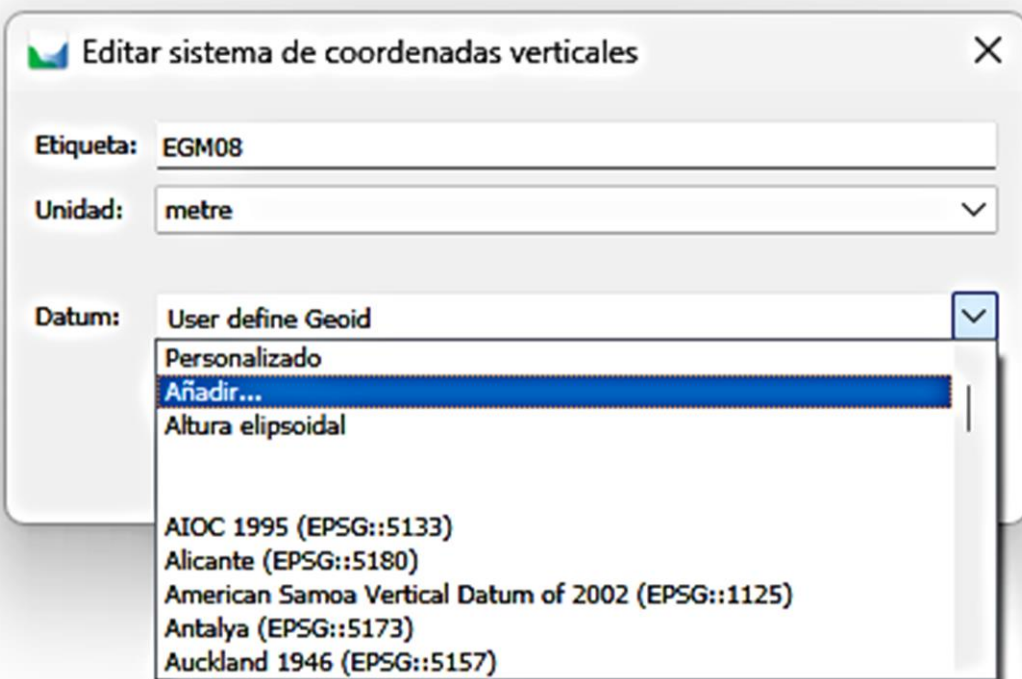 Editar sistema de coordenadas verticales
Etiqueta: EGM08
Unidad: metre
Datum: User define Geoid
Personalizado
Añadir...
Altura elipsoidal
AIOC 1995 (EPSG::5133)
Alicante (EPSG::5180)
American Samoa Vertical Datum of 2002 (EPSG::1125)
Antalya (EPSG::5173)
Auckland 1946 (EPSG::5157)